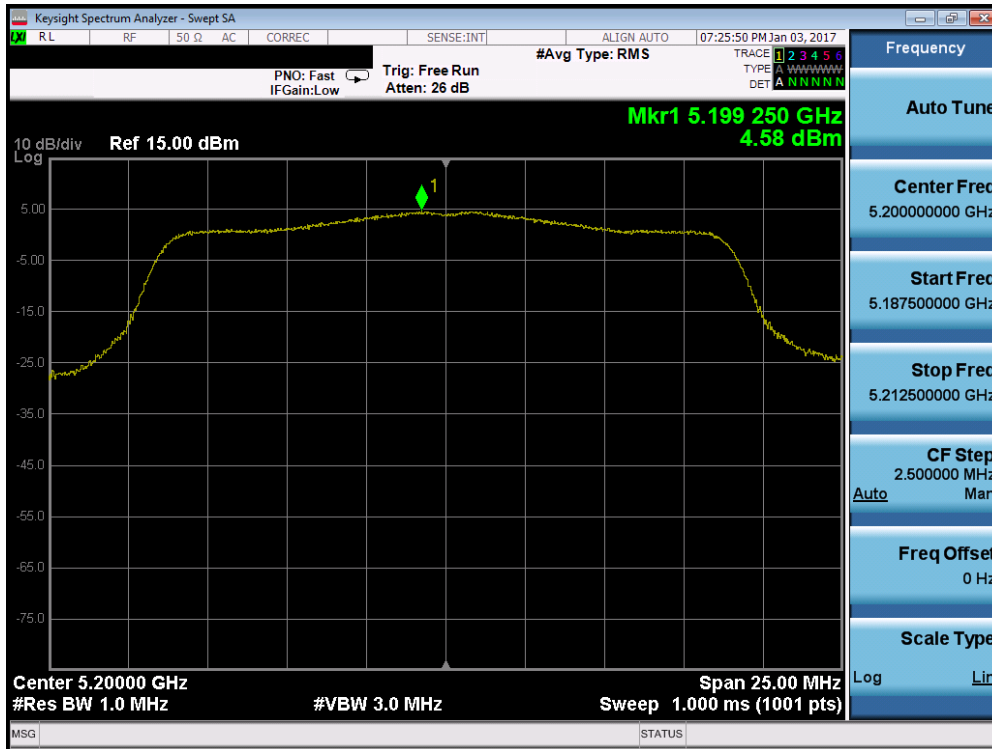 Keysight Spectrum Analyzer - Swept SA
LXI RL RF 50 Ω AC CORREC SENSE:INT ALIGN AUTO 07:25:50 PM Jan 03, 2017
#Avg Type: RMS
TRACE 1 2 3 4 5 6
TYPE A WWWWW
DET A N N N N N
PNO: Fast
IFGain:Low
Trig: Free Run
Atten: 26 dB
Mkr1 5.199 250 GHz
4.58 dBm
10 dB/div
Log
Ref 15.00 dBm
1
5.00
-5.00
-15.0
-25.0
-35.0
-45.0
-55.0
-65.0
-75.0
Center 5.20000 GHz
Span 25.00 MHz
#Res BW 1.0 MHz
#VBW 3.0 MHz
Sweep 1.000 ms (1001 pts)
MSG
STATUS
Frequency
Auto Tune
Center Freq
5.200000000 GHz
Start Freq
5.187500000 GHz
Stop Freq
5.212500000 GHz
CF Step
2.500000 MHz
Auto Man
Freq Offset
0 Hz
Scale Type
Log Lin